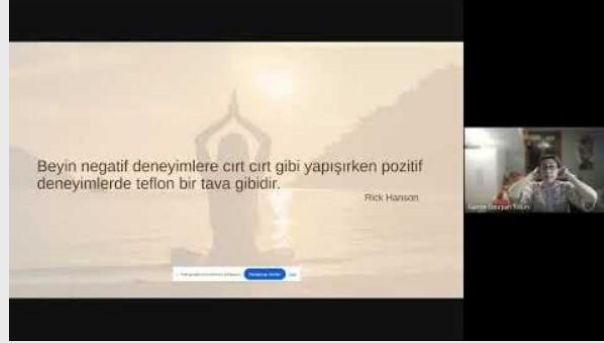 Beyin negatif deneyimlere cırt cırt gibi yapışırken pozitif
deneyimlerde teflon bir tava gibidir.
Rick Hanson